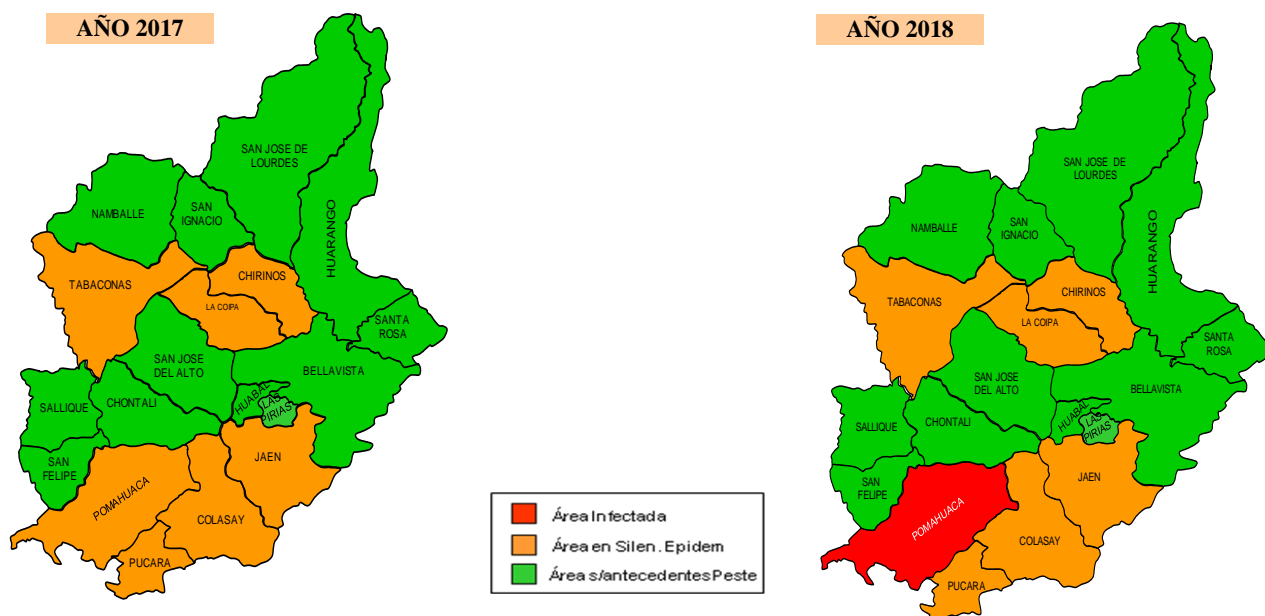 AÑO 2017
SAN JOSE DE
LOURDES
HUARANGO
NAMBALLE
SAN
IGNACIO
TABACONAS
CHIRINOS
LA COIPA
SANTA
ROSA
SAN JOSE
DEL ALTO
BELLAVISTA
HUABAL
LAS
PIRIAS
SALLIQUE
CHONTALI
SAN
FELIPE
JAEN
POMAHUACA
COLASAY
PUCARA
Área Infectada
Área en Silen. Epidem
Área s/antecedentes Peste
AÑO 2018
SAN JOSE DE
LOURDES
HUARANGO
NAMBALLE
SAN
IGNACIO
TABACONAS
CHIRINOS
LA COIPA
SANTA
ROSA
SAN JOSE
DEL ALTO
BELLAVISTA
HUABAL
LAS
PIRIAS
SALLIQUE
CHONTALI
SAN
FELIPE
JAEN
POMAHUACA
COLASAY
PUCARA